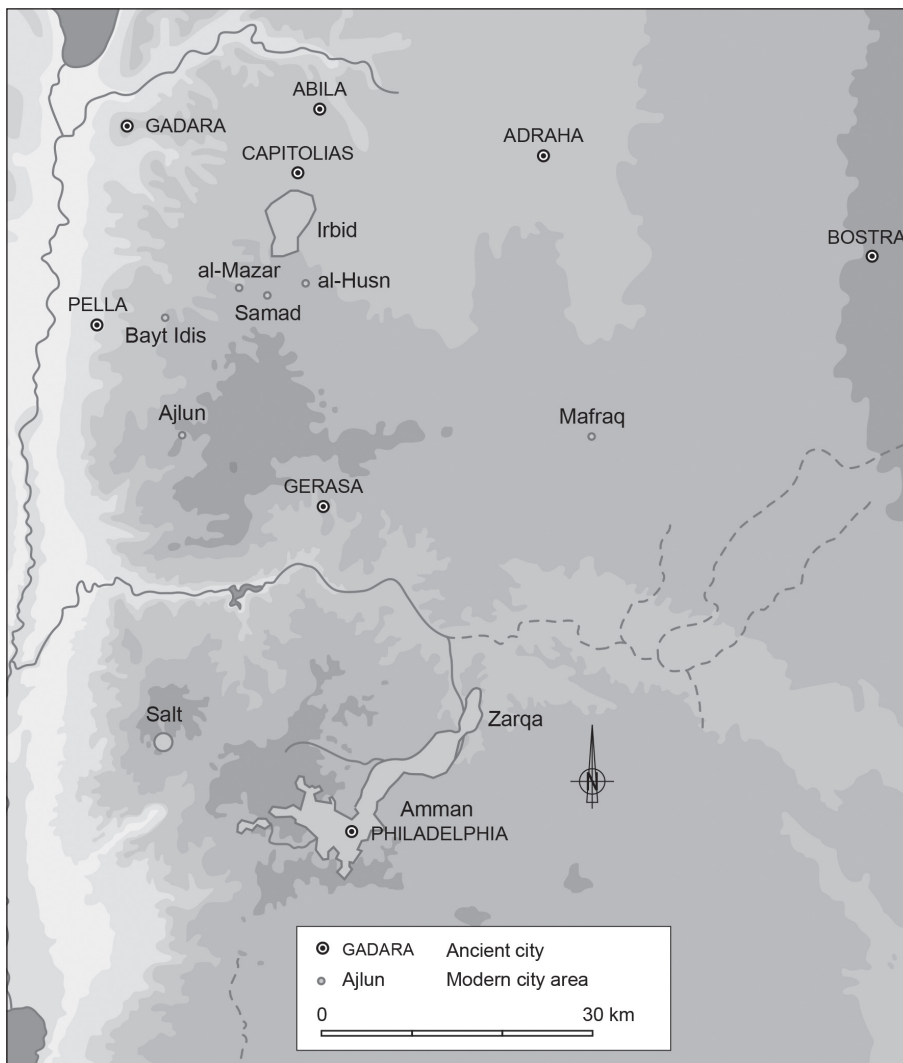 ABILA
GADARA
ADRAHA
CAPITOLIAS
Irbid
BOSTRA
al-Mazar
al-Husn
Samad
PELLA
Bayt Idis
Ajlun
Mafraq
GERASA
Salt
Zarqa
N
Amman
PHILADELPHIA
GADARA Ancient city
Ajlun Modern city area
0 30 km